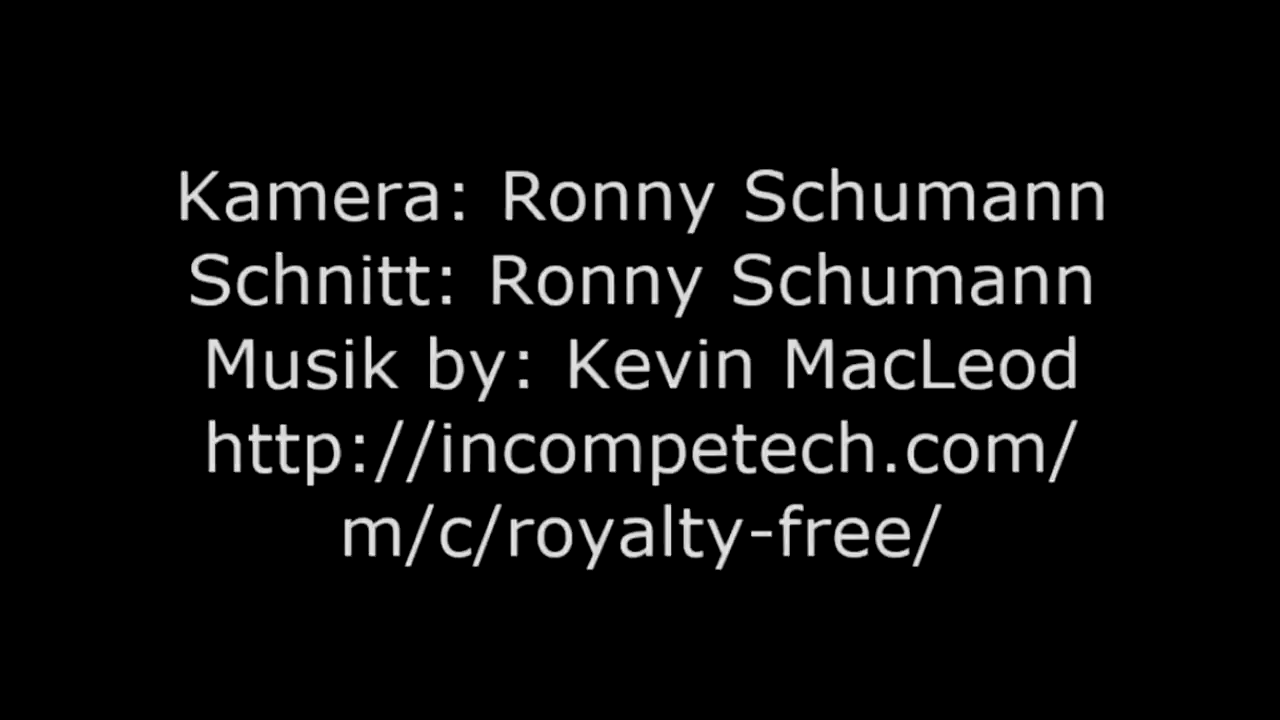 Kamera: Ronny Schumann
Schnitt: Ronny Schumann
Musik by: Kevin MacLeod
http://incompetech.com/
m/c/royalty-free/